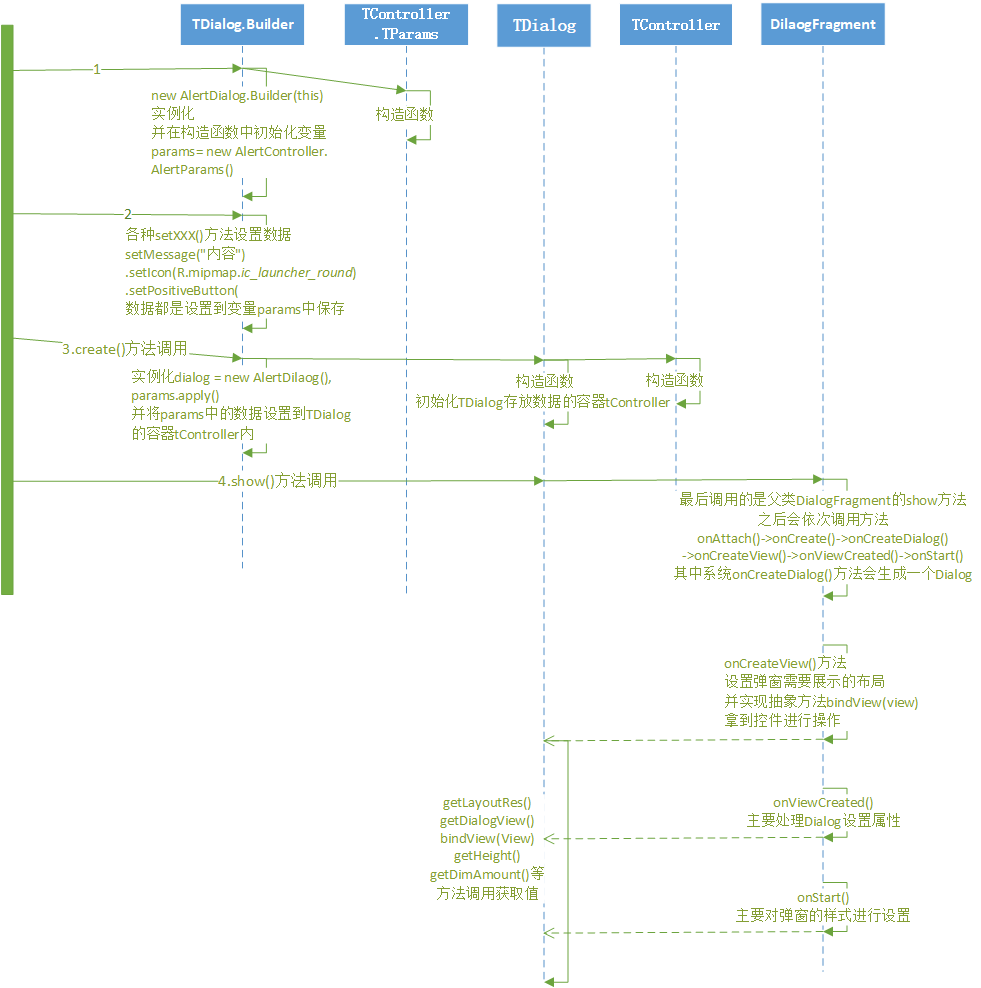 TDialog.Builder
TController
.TParams
TDialog
TController
DilaogFragment
1
new AlertDialog.Builder(this)
实例化
并在构造函数中初始化变量
params= new AlertController.
AlertParams()
构造函数
2
各种setXXX()方法设置数据
setMessage("内容")
.setIcon(R.mipmap.ic_launcher_round)
.setPositiveButton(
数据都是设置到变量params中保存
3.create()方法调用
实例化dialog = new AlertDilaog(),
params.apply()
并将params中的数据设置到TDialog
的容器tController内
构造函数
初始化TDialog存放数据的容器tController
构造函数
4.show()方法调用
最后调用的是父类DialogFragment的show方法
之后会依次调用方法
onAttach()->onCreate()->onCreateDialog()
->onCreateView()->onViewCreated()->onStart()
其中系统onCreateDialog()方法会生成一个Dialog
onCreateView()方法
设置弹窗需要展示的布局
并实现抽象方法bindView(view)
拿到控件进行操作
getLayoutRes()
getDialogView()
bindView(View)
getHeight()
getDimAmount()等
方法调用获取值
onViewCreated()
主要处理Dialog设置属性
onStart()
主要对弹窗的样式进行设置